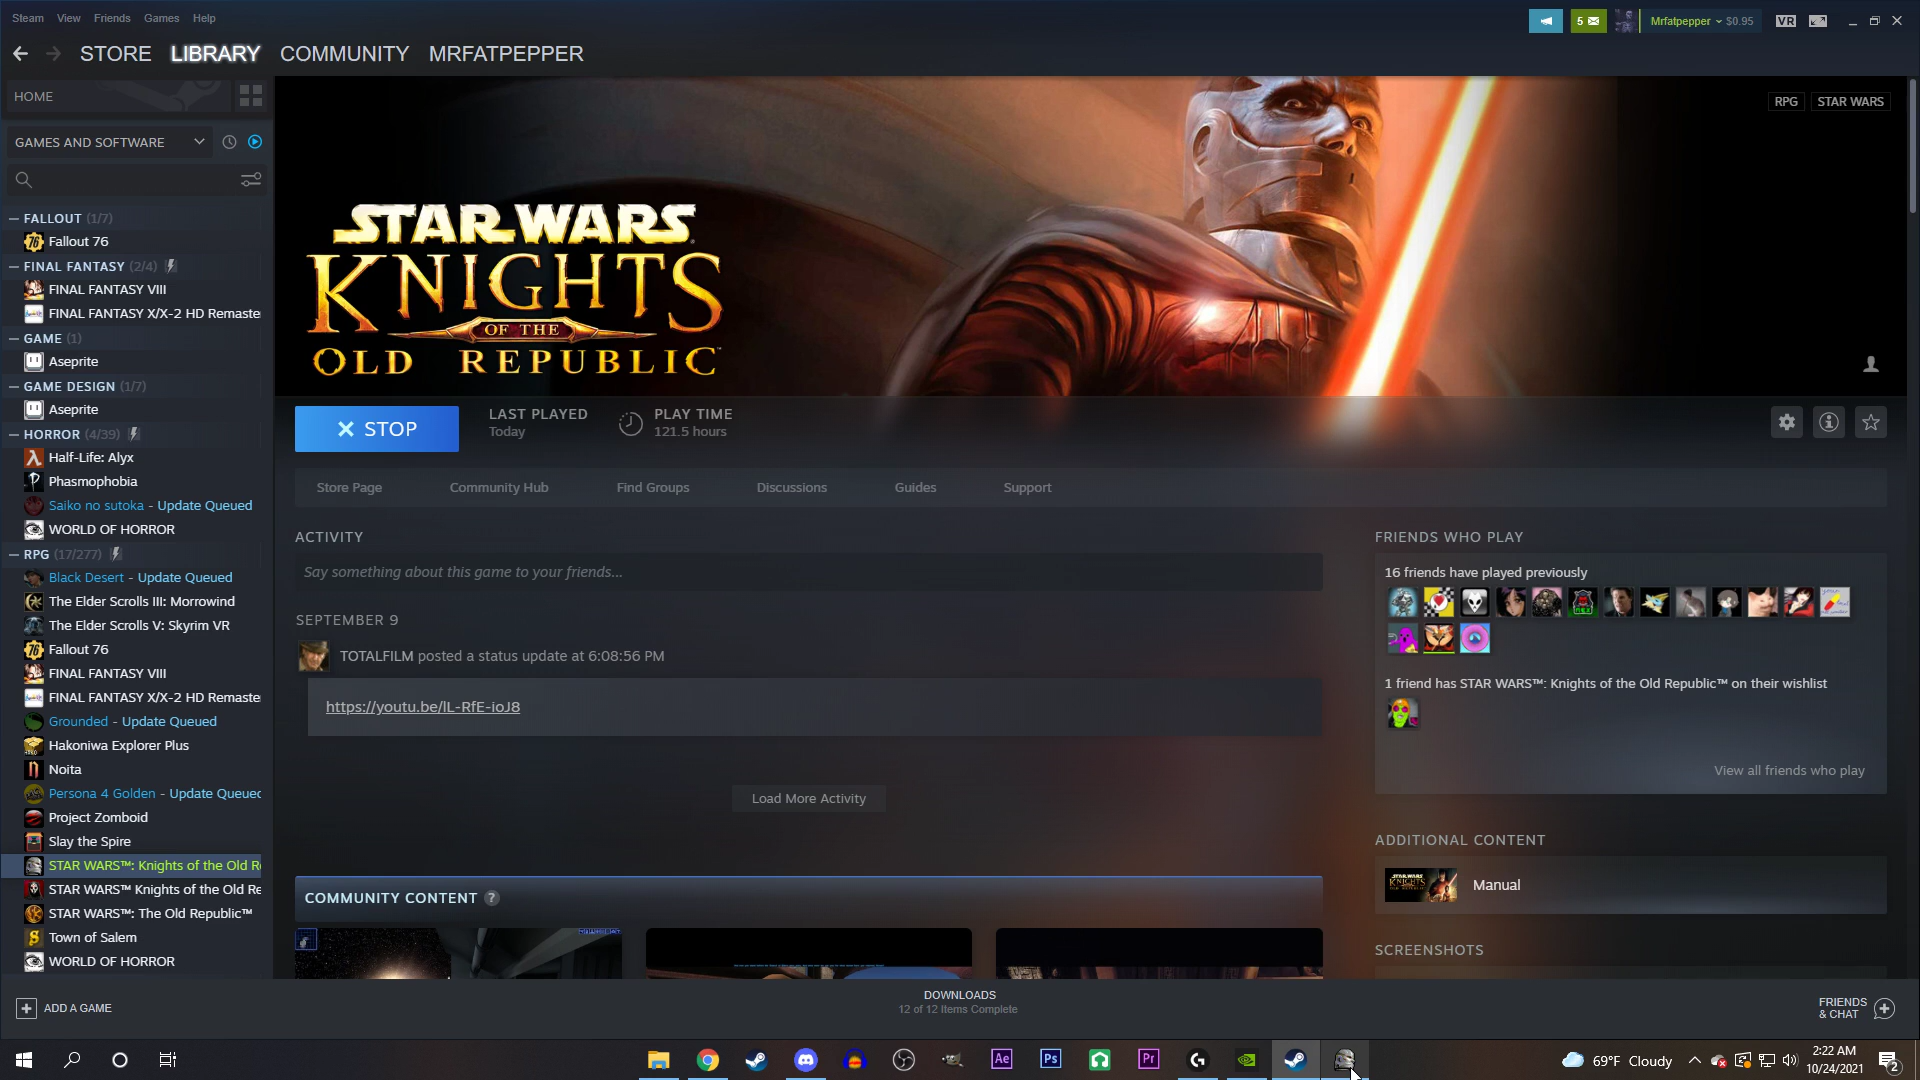 Steam View Friends Games Help
5
Mrfatpepper $0.95
VR
STORE LIBRARY COMMUNITY MRFATPEPPER
HOME
RPG STAR WARS
GAMES AND SOFTWARE
STAR WARS
KNIGHTS
OF THE
OLD REPUBLIC™
— FALLOUT (1/7)
Fallout 76
— FINAL FANTASY (2/4)
FINAL FANTASY VIII
FINAL FANTASY X/X-2 HD Remaste
— GAME (1)
Aseprite
— GAME DESIGN (1/7)
Aseprite
— HORROR (4/39)
Half-Life: Alyx
Phasmophobia
Saiko no sutoka - Update Queued
WORLD OF HORROR
— RPG (17/277)
Black Desert - Update Queued
The Elder Scrolls III: Morrowind
The Elder Scrolls V: Skyrim VR
Fallout 76
FINAL FANTASY VIII
FINAL FANTASY X/X-2 HD Remaste
Grounded - Update Queued
Hakoniwa Explorer Plus
Noita
Persona 4 Golden - Update Queued
Project Zomboid
Slay the Spire
STAR WARS™: Knights of the Old R
STAR WARS™ Knights of the Old Re
STAR WARS™: The Old Republic™
Town of Salem
WORLD OF HORROR
STOP
LAST PLAYED
Today
PLAY TIME
121.5 hours
Store Page Community Hub Find Groups Discussions Guides Support
ACTIVITY
Say something about this game to your friends...
SEPTEMBER 9
TOTALFILM posted a status update at 6:08:56 PM
https://youtu.be/lL-RfE-ioJ8
Load More Activity
COMMUNITY CONTENT ?
FRIENDS WHO PLAY
16 friends have played previously
1 friend has STAR WARS™: Knights of the Old Republic™ on their wishlist
View all friends who play
ADDITIONAL CONTENT
STAR WARS
KNIGHTS
OLD REPUBLIC
Manual
SCREENSHOTS
ADD A GAME
DOWNLOADS
12 of 12 Items Complete
FRIENDS
& CHAT
Ae
Ps
Pr
69°F Cloudy
2:22 AM
10/24/2021
2